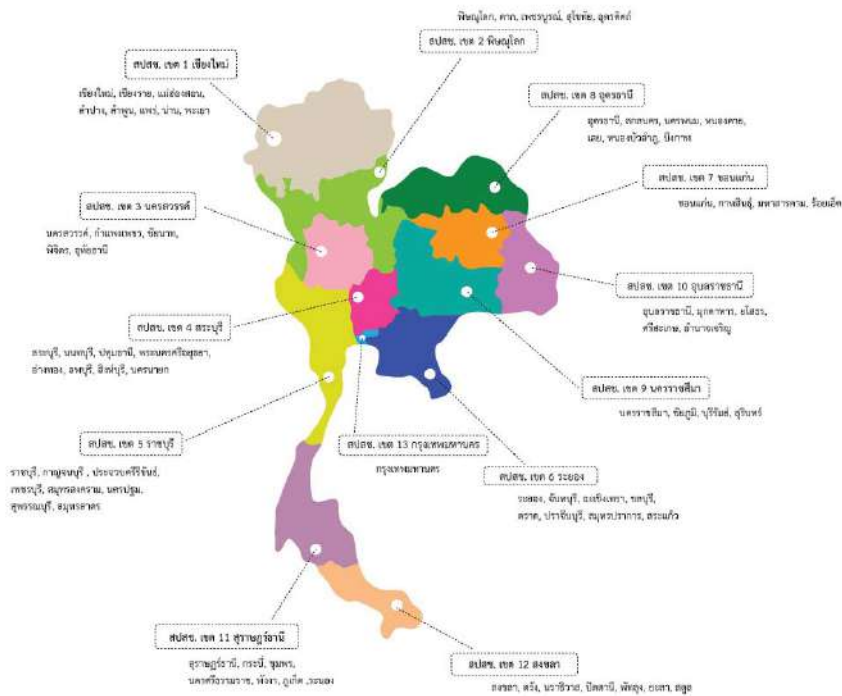 พิษณุโลก, ตาก, เพชรบูรณ์, สุโขทัย, อุตรดิตถ์
สปสช. เขต 2 พิษณุโลก
สปสช. เขต 1 เชียงใหม่
เชียงใหม่, เชียงราย, แม่ฮ่องสอน,
ลำปาง, ลำพูน, แพร่, น่าน, พะเยา
สปสช. เขต 8 อุดรธานี
อุดรธานี, สกลนคร, นครพนม, หนองคาย,
เลย, หนองบัวลำภู, บึงกาฬ
สปสช. เขต 7 ขอนแก่น
ขอนแก่น, กาฬสินธุ์, มหาสารคาม, ร้อยเอ็ด
สปสช. เขต 3 นครสวรรค์
นครสวรรค์, กำแพงเพชร, ชัยนาท,
พิจิตร, อุทัยธานี
สปสช. เขต 10 อุบลราชธานี
อุบลราชธานี, มุกดาหาร, ยโสธร,
ศรีสะเกษ, อำนาจเจริญ
สปสช. เขต 4 สระบุรี
สระบุรี, นนทบุรี, ปทุมธานี, พระนครศรีอยุธยา,
อ่างทอง, ลพบุรี, สิงห์บุรี, นครนายก
สปสช. เขต 9 นครราชสีมา
นครราชสีมา, ชัยภูมิ, บุรีรัมย์, สุรินทร์
สปสช. เขต 5 ราชบุรี
ราชบุรี, กาญจนบุรี , ประจวบคีรีขันธ์,
เพชรบุรี, สมุทรสงคราม, นครปฐม,
สุพรรณบุรี, สมุทรสาคร
สปสช. เขต 13 กรุงเทพมหานคร
กรุงเทพมหานคร
สปสช. เขต 6 ระยอง
ระยอง, จันทบุรี, ฉะเชิงเทรา, ชลบุรี,
ตราด, ปราจีนบุรี, สมุทรปราการ, สระแก้ว
สปสช. เขต 11 สุราษฎร์ธานี
สุราษฎร์ธานี, กระบี่, ชุมพร,
นครศรีธรรมราช, พังงา, ภูเก็ต ,ระนอง
สปสช. เขต 12 สงขลา
สงขลา, ตรัง, นราธิวาส, ปัตตานี, พัทลุง, ยะลา, สตูล